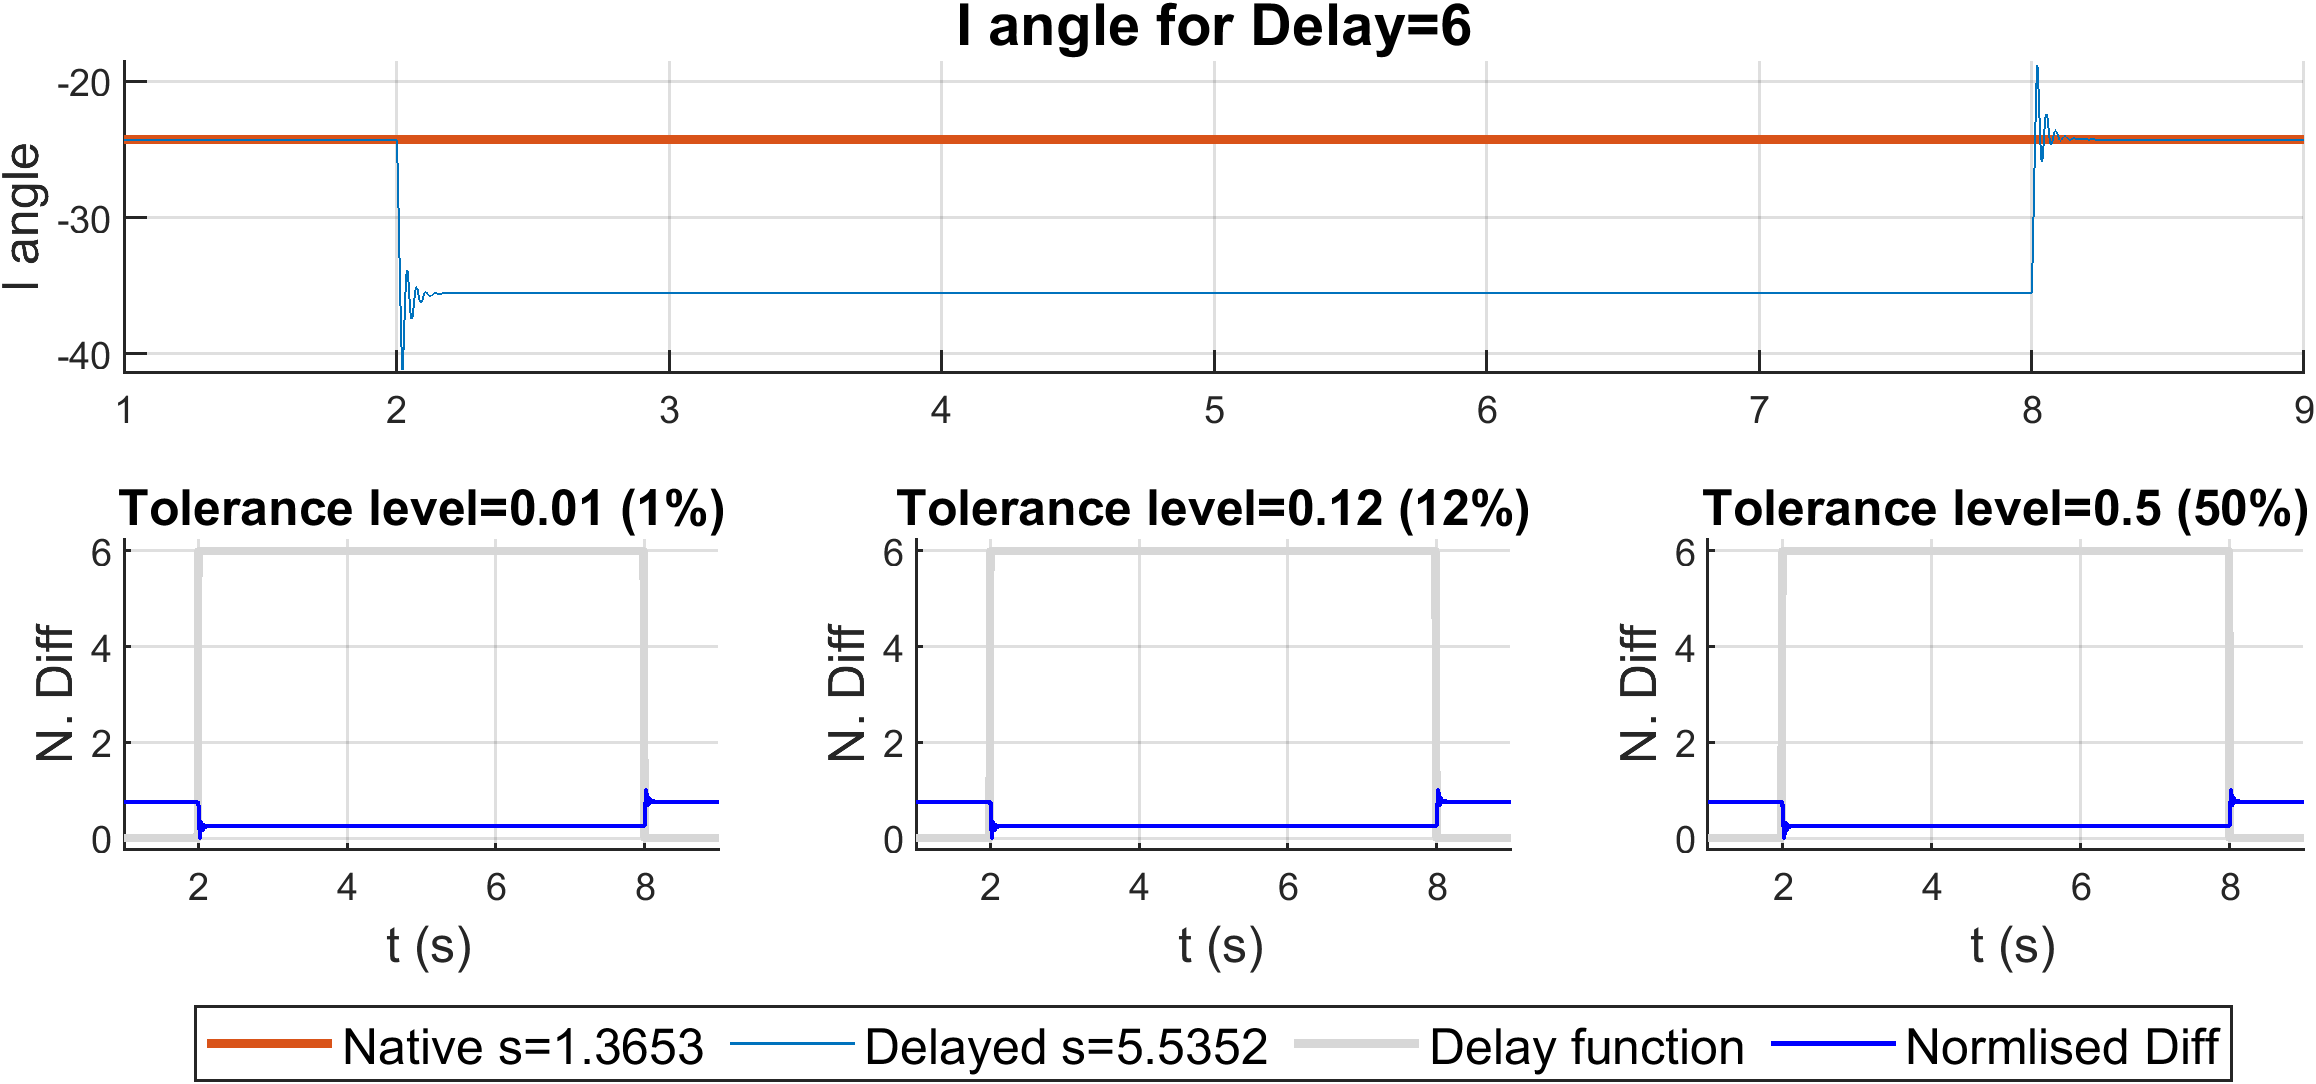 I angle for Delay=6
I angle
-20
-30
-40
1 2 3 4 5 6 7 8 9
Tolerance level=0.01 (1%)
N. Diff
6
4
2
0
2 4 6 8
t (s)
Tolerance level=0.12 (12%)
N. Diff
6
4
2
0
2 4 6 8
t (s)
Tolerance level=0.5 (50%)
N. Diff
6
4
2
0
2 4 6 8
t (s)
Native s=1.3653 Delayed s=5.5352 Delay function Normlised Diff